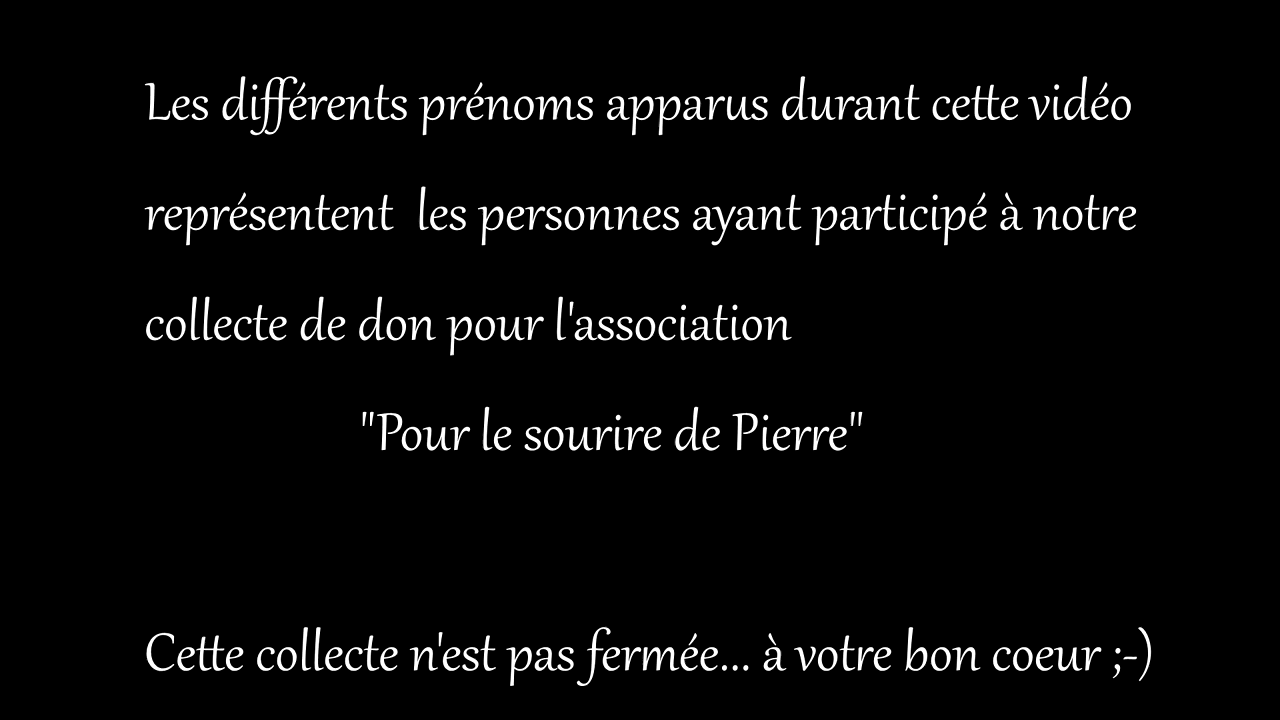 Les différents prénoms apparus durant cette vidéo
représentent  les personnes ayant participé à notre
collecte de don pour l'association
"Pour le sourire de Pierre"
Cette collecte n'est pas fermée... à votre bon coeur ;-)